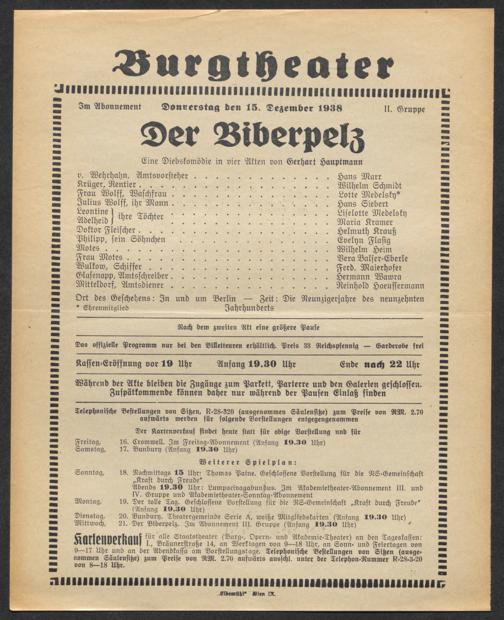 Burgtheater
Im Abonnement Donnerstag den 15. Dezember 1938 II. Gruppe
Der Biberpelz
Eine Diebskomödie in vier Akten von Gerhart Hauptmann
v. Wehrhahn, Amtsvorsteher Hans Marr
Krüger, Rentier Wilhelm Schmidt
Frau Wolff, Waschfrau Lotte Medelsky*
Julius Wolff, ihr Mann Hans Siebert
Leontine } ihre Töchter Liselotte Medelsky
Adelheid Maria Kramer
Doktor Fleischer Helmuth Krauß
Philipp, sein Söhnchen Evelyn Flaßig
Motes Wilhelm Heim
Frau Motes Vera Balser-Eberle
Wulkow, Schiffer Ferd. Maierhofer
Glasenapp, Amtsschreiber Hermann Wawra
Mitteldorf, Amtsdiener Reinhold Haeussermann
Ort des Geschehens: In und um Berlin — Zeit: Die Neunzigerjahre des neunzehnten
* Ehrenmitglied Jahrhunderts
Nach dem zweiten Akt eine größere Pause
Das offizielle Programm nur bei den Billetteuren erhältlich. Preis 33 Reichspfennig — Garderobe frei
Kassen-Eröffnung vor 19 Uhr Anfang 19.30 Uhr Ende nach 22 Uhr
Während der Akte bleiben die Zugänge zum Parkett, Parterre und den Galerien geschlossen.
Zuspätkommende können daher nur während der Pausen Einlaß finden
Telephonische Bestellungen von Sitzen, R-28-320 (ausgenommen Säulensitze) zum Preise von RM. 2.70
aufwärts werden für folgende Vorstellungen entgegengenommen
Der Kartenverkauf findet heute statt für obige Vorstellung und für
Freitag, 16. Cromwell. Im Freitag-Abonnement (Anfang 19.30 Uhr)
Samstag, 17. Bunbury (Anfang 19.30 Uhr)
Weiterer Spielplan:
Sonntag, 18. Nachmittags 15 Uhr: Thomas Paine. Geschlossene Vorstellung für die NS-Gemeinschaft
„Kraft durch Freude“
Abends 19.30 Uhr: Lumpacivagabundus. Im Akademietheater-Abonnement III. und
IV. Gruppe und Akademietheater-Sonntag-Abonnement
Montag, 19. Der tolle Tag. Geschlossene Vorstellung für die NS-Gemeinschaft „Kraft durch Freude“
(Anfang 19.30 Uhr)
Dienstag, 20. Bunbury. Theatergemeinde Serie A, weiße Mitgliedskarten (Anfang 19.30 Uhr)
Mittwoch, 21. Der Biberpelz. Im Abonnement III. Gruppe (Anfang 19.30 Uhr)
Kartenverkauf für alle Staatstheater (Burg-, Opern- und Akademie-Theater) an den Tageskassen:
I., Bräunerstraße 14, an Werktagen von 9—18 Uhr, an Sonn- und Feiertagen von
9—17 Uhr und an der Abendkassa am Vorstellungstage. Telephonische Bestellungen von Sitzen (ausge-
nommen Säulensitze) zum Preise von RM. 2.70 aufwärts ausschl. unter der Telephon-Nummer R-28-3-20
von 8—18 Uhr.
„Elbemühl“ Wien IX.